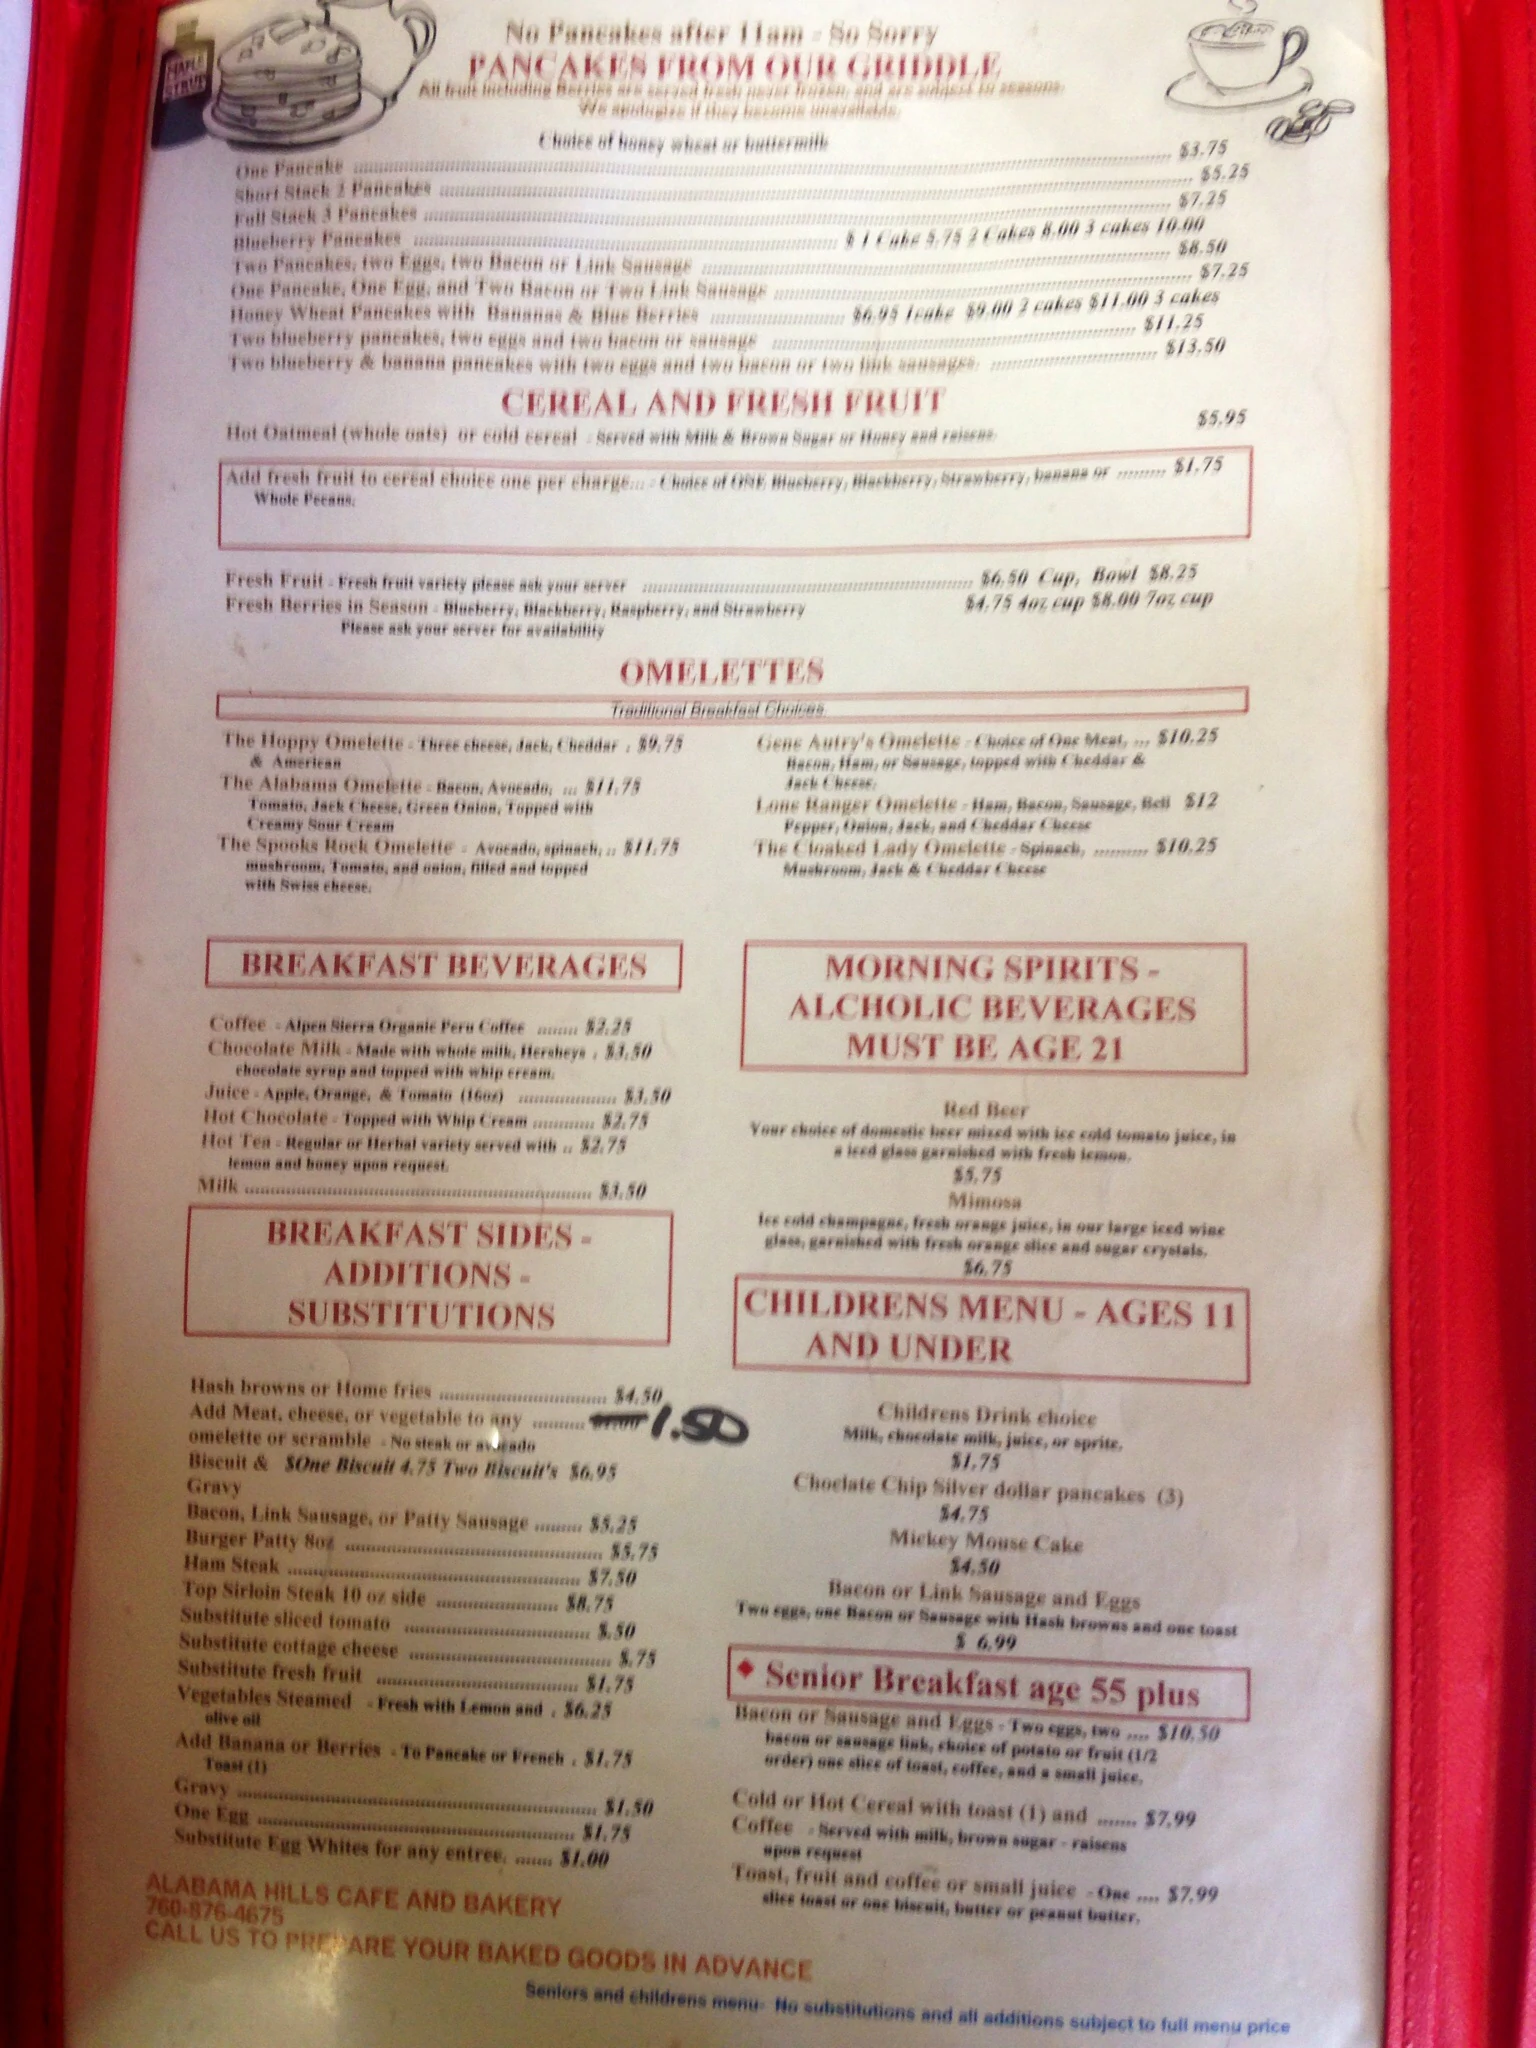 MAPLE
SYRUP
No Pancakes after 11am - So Sorry
PANCAKES FROM OUR GRIDDLE
All fruit including Berries are served fresh never frozen, and are subject to seasons.
We apologize if they become unavailable.
Choice of honey wheat or buttermilk
One Pancake $3.75
Short Stack 2 Pancakes $5.25
Full Stack 3 Pancakes $7.25
Blueberry Pancakes $ 1 Cake 5.75 2 Cakes 8.00 3 cakes 10.00
Two Pancakes, two Eggs, two Bacon or Link Sausage $8.50
One Pancake, One Egg, and Two Bacon or Two Link Sausage $7.25
Honey Wheat Pancakes with Bananas & Blue Berries $6.95 1cake $9.00 2 cakes $11.00 3 cakes
Two blueberry pancakes, two eggs and two bacon or sausage $11.25
Two blueberry & banana pancakes with two eggs and two bacon or two link sausages. $13.50
CEREAL AND FRESH FRUIT
Hot Oatmeal (whole oats) or cold cereal - Served with Milk & Brown Sugar or Honey and raisens. $5.95
Add fresh fruit to cereal choice one per charge... - Choice of ONE Blueberry, Blackberry, Strawberry, banana or ......... $1.75
Whole Pecans.
Fresh Fruit - Fresh fruit variety please ask your server $6.50 Cup, Bowl $8.25
Fresh Berries in Season - Blueberry, Blackberry, Raspberry, and Strawberry $4.75 4oz cup $8.00 7oz cup
Please ask your server for availability
OMELETTES
Traditional Breakfast Choices
The Hoppy Omelette - Three cheese, Jack, Cheddar . $9.75
& American
The Alabama Omelette - Bacon, Avocado, ... $11.75
Tomato, Jack Cheese, Green Onion, Topped with
Creamy Sour Cream
The Spooks Rock Omelette - Avocado, spinach, .. $11.75
mushroom, Tomato, and onion, filled and topped
with Swiss cheese.
Gene Autry's Omelette - Choice of One Meat, ... $10.25
Bacon, Ham, or Sausage, topped with Cheddar &
Jack Cheese.
Lone Ranger Omelette - Ham, Bacon, Sausage, Bell $12
Pepper, Onion, Jack, and Cheddar Cheese
The Cloaked Lady Omelette - Spinach, .......... $10.25
Mushroom, Jack & Cheddar Cheese
BREAKFAST BEVERAGES
Coffee - Alpen Sierra Organic Peru Coffee ........ $2.25
Chocolate Milk - Made with whole milk, Hersheys . $3.50
chocolate syrup and topped with whip cream.
Juice - Apple, Orange, & Tomato (16oz) $3.50
Hot Chocolate - Topped with Whip Cream $2.75
Hot Tea - Regular or Herbal variety served with .. $2.75
lemon and honey upon request.
Milk $3.50
BREAKFAST SIDES -
ADDITIONS -
SUBSTITUTIONS
Hash browns or Home fries $4.50
Add Meat, cheese, or vegetable to any .......... 1.50
omelette or scramble - No steak or avocado
Biscuit & $One Biscuit 4.75 Two Biscuit's $6.95
Gravy
Bacon, Link Sausage, or Patty Sausage ......... $5.25
Burger Patty 8oz $5.75
Ham Steak $7.50
Top Sirloin Steak 10 oz side $8.75
Substitute sliced tomato $.50
Substitute cottage cheese $.75
Substitute fresh fruit $1.75
Vegetables Steamed - Fresh with Lemon and . $6.25
olive oil
Add Banana or Berries - To Pancake or French . $1.75
Toast (1)
Gravy $1.50
One Egg $1.75
Substitute Egg Whites for any entree. ....... $1.00
MORNING SPIRITS -
ALCHOLIC BEVERAGES
MUST BE AGE 21
Red Beer
Your choice of domestic beer mixed with ice cold tomato juice, in
a iced glass garnished with fresh lemon.
$5.75
Mimosa
Ice cold champagne, fresh orange juice, in our large iced wine
glass, garnished with fresh orange slice and sugar crystals.
$6.75
CHILDRENS MENU - AGES 11
AND UNDER
Childrens Drink choice
Milk, chocolate milk, juice, or sprite.
$1.75
Choclate Chip Silver dollar pancakes (3)
$4.75
Mickey Mouse Cake
$4.50
Bacon or Link Sausage and Eggs
Two eggs, one Bacon or Sausage with Hash browns and one toast
$ 6.99
Senior Breakfast age 55 plus
Bacon or Sausage and Eggs - Two eggs, two .... $10.50
bacon or sausage link, choice of potato or fruit (1/2
order) one slice of toast, coffee, and a small juice.
Cold or Hot Cereal with toast (1) and ....... $7.99
Coffee - Served with milk, brown sugar - raisens
upon request
Toast, fruit and coffee or small juice - One .... $7.99
slice toast or one biscuit, butter or peanut butter.
ALABAMA HILLS CAFE AND BAKERY
760-876-4675
CALL US TO PREPARE YOUR BAKED GOODS IN ADVANCE
Seniors and childrens menu- No substitutions and all additions subject to full menu price